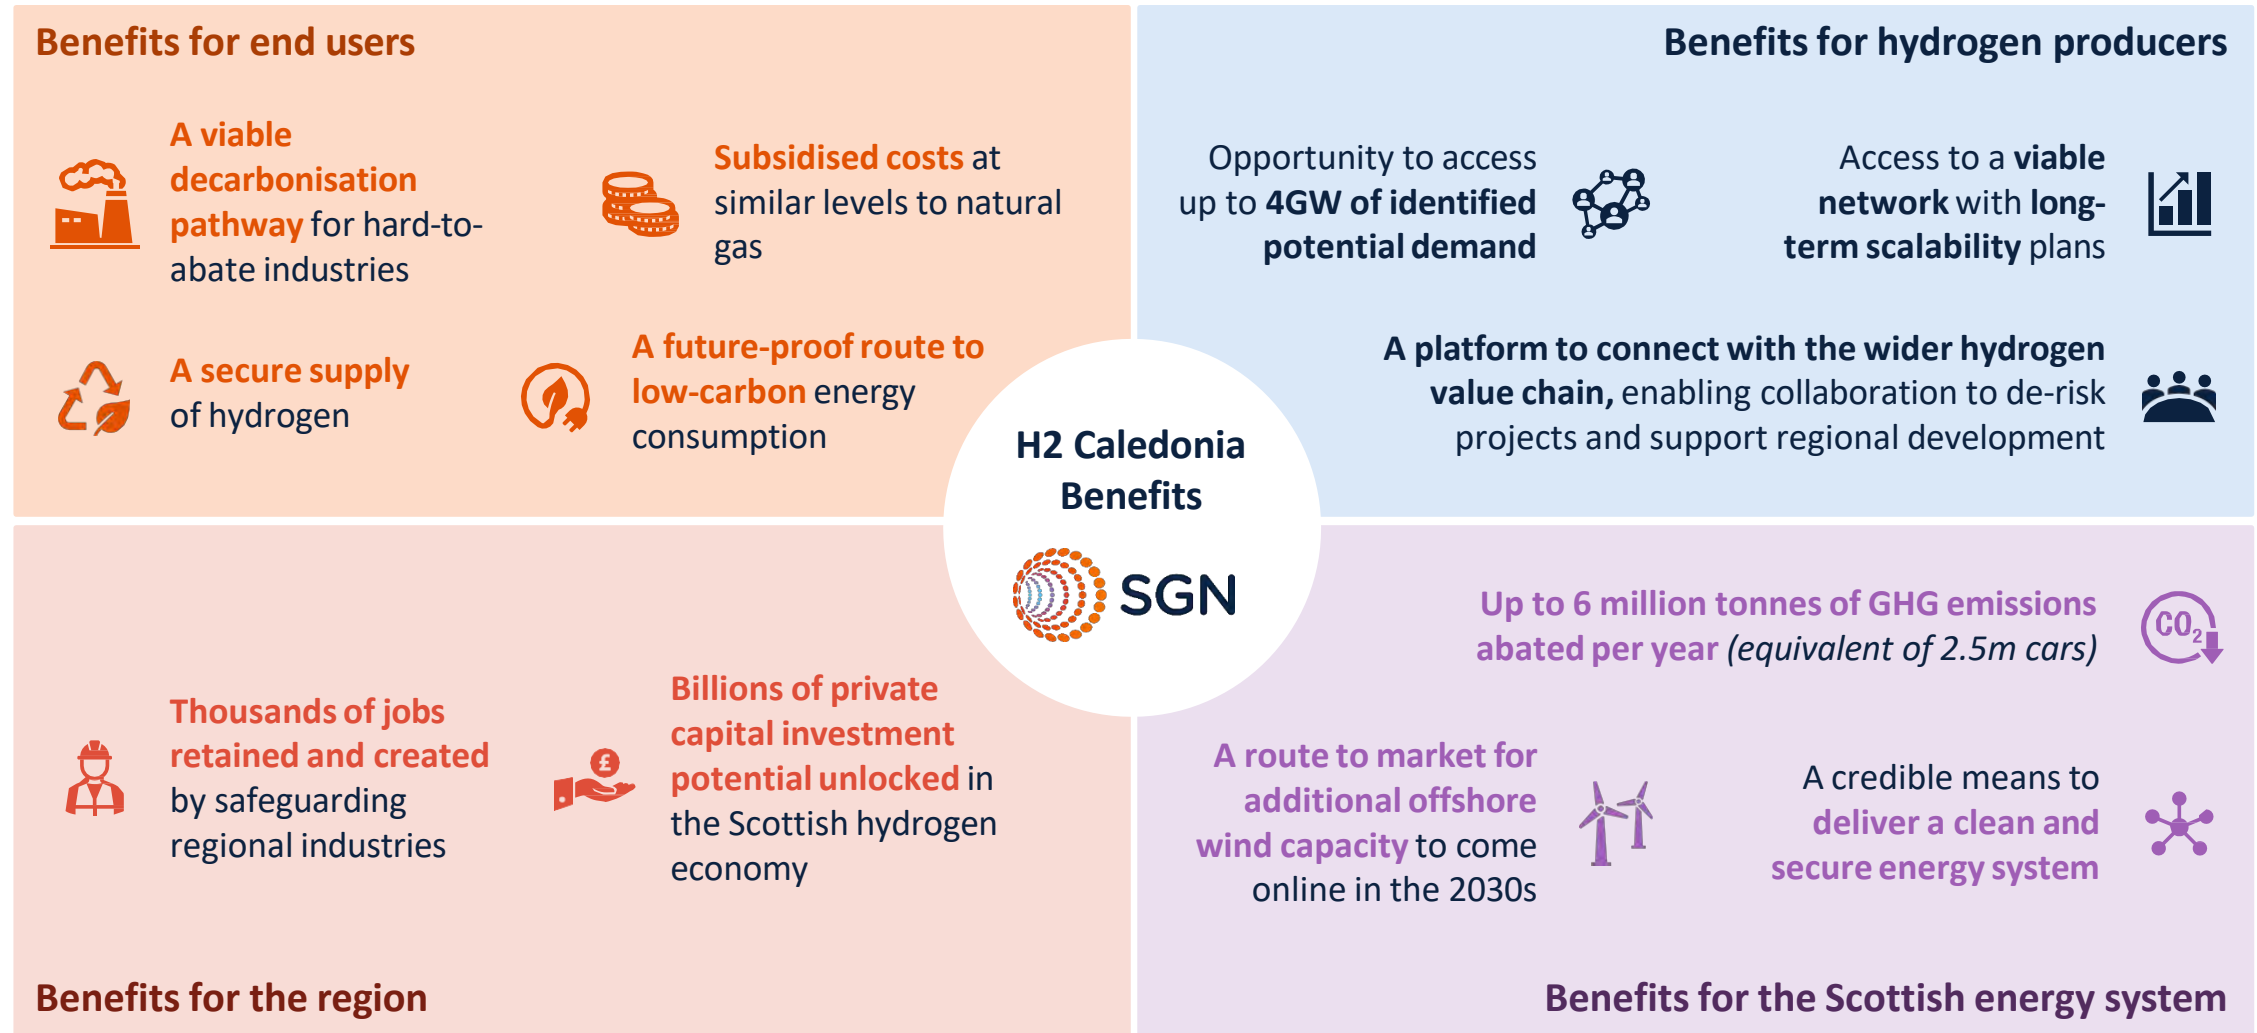 Benefits for end users
A viable
decarbonisation
pathway for hard-to-
abate industries
Subsidised costs at
similar levels to natural
gas
A secure supply
of hydrogen
A future-proof route to
low-carbon energy
consumption
Benefits for hydrogen producers
Opportunity to access
up to 4GW of identified
potential demand
Access to a viable
network with long-
term scalability plans
A platform to connect with the wider hydrogen
value chain, enabling collaboration to de-risk
projects and support regional development
H2 Caledonia
Benefits
SGN
Thousands of jobs
retained and created
by safeguarding
regional industries
£
Billions of private
capital investment
potential unlocked in
the Scottish hydrogen
economy
Benefits for the region
Up to 6 million tonnes of GHG emissions
abated per year (equivalent of 2.5m cars)
CO2
A route to market for
additional offshore
wind capacity to come
online in the 2030s
A credible means to
deliver a clean and
secure energy system
Benefits for the Scottish energy system